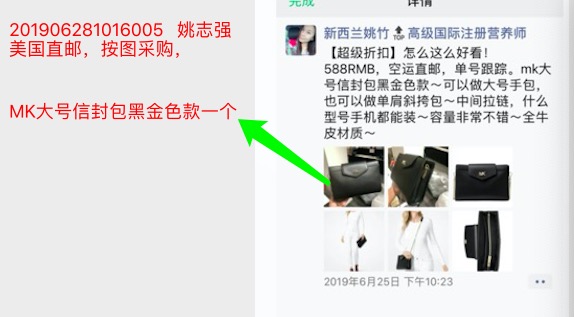 201906281016005 姚志强
美国直邮，按图采购，
MK大号信封包黑金色款一个
完成
详情
新西兰姚竹🔝高级国际注册营养师
【超级折扣】怎么这么好看！
588RMB，空运直邮，单号跟踪。mk大
号信封包黑金色款～可以做大号手包，
也可以做单肩斜挎包～中间拉链，什么
型号手机都能装～容量非常不错～全牛
皮材质～
MK
2019年6月25日 下午10:23